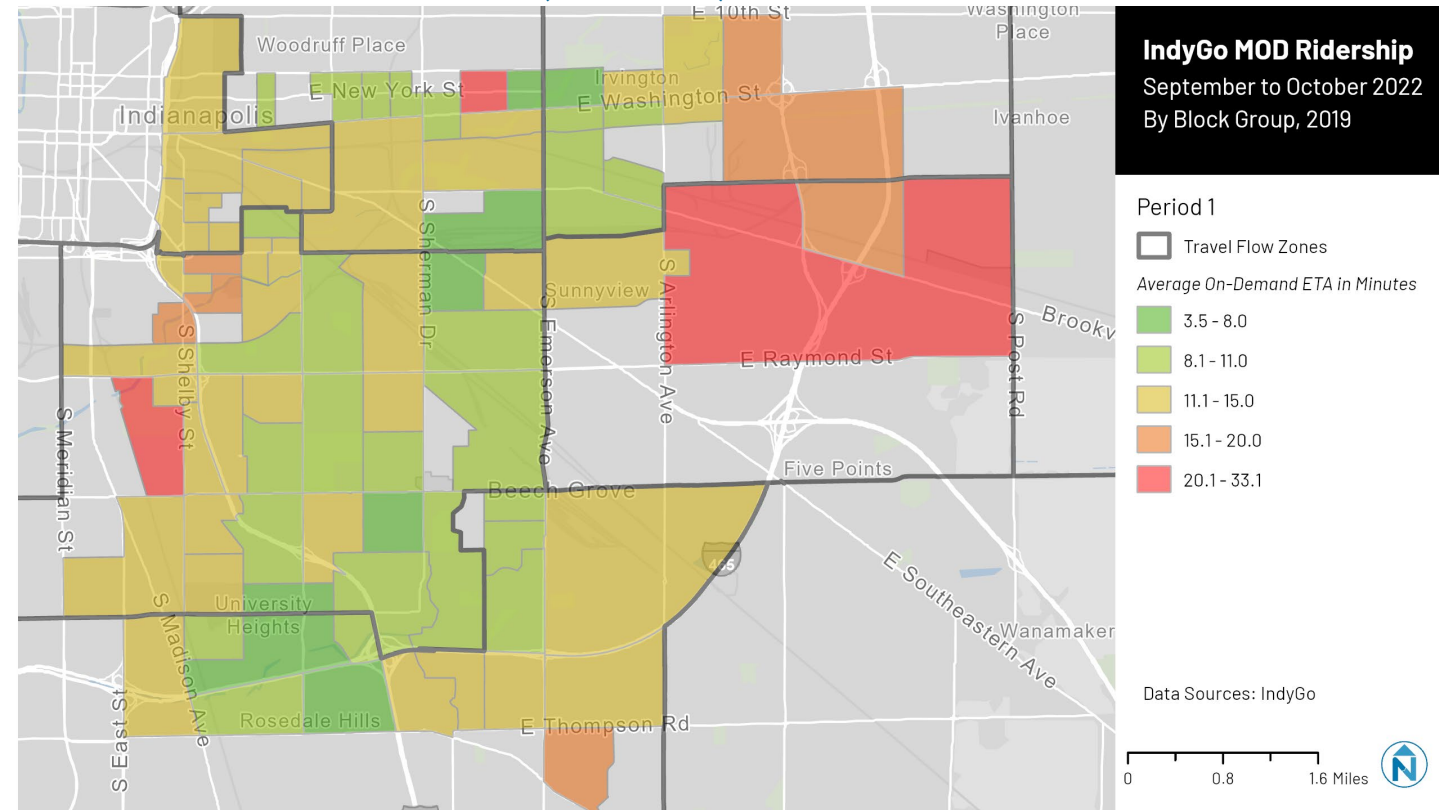 E 10th St
Washington
Place
Woodruff Place
Irvington
E New York St
E Washington St
Indianapolis
Ivanhoe
S Sherman Dr
S Emerson Ave
Sunnyview
S Arlington Ave
S Post Rd
Brookv
S Shelby St
E Raymond St
S Meridian St
Five Points
Beech Grove
465
E Southeastern Ave
University
Heights
S Madison Ave
Wanamaker
S East St
Rosedale Hills
E Thompson Rd
IndyGo MOD Ridership
September to October 2022
By Block Group, 2019
Period 1
Travel Flow Zones
Average On-Demand ETA in Minutes
3.5 - 8.0
8.1 - 11.0
11.1 - 15.0
15.1 - 20.0
20.1 - 33.1
Data Sources: IndyGo
0 0.8 1.6 Miles
N